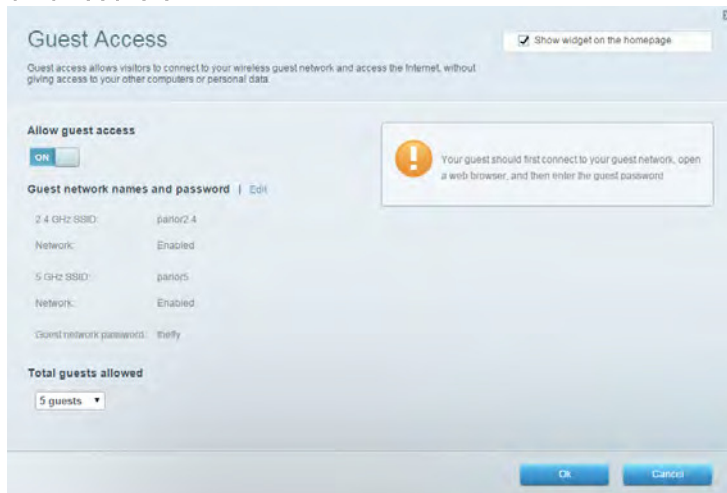 Guest Access
Show widget on the homepage
Guest access allows visitors to connect to your wireless guest network and access the Internet, without
giving access to your other computers or personal data
Allow guest access
ON
Your guest should first connect to your guest network, open
a web browser, and then enter the guest password
Guest network names and password | Edit
2.4 GHz SSID: parlor2.4
Network: Enabled
5 GHz SSID: parlor5
Network: Enabled
Guest network password:
Total guests allowed
5 guests
Ok Cancel